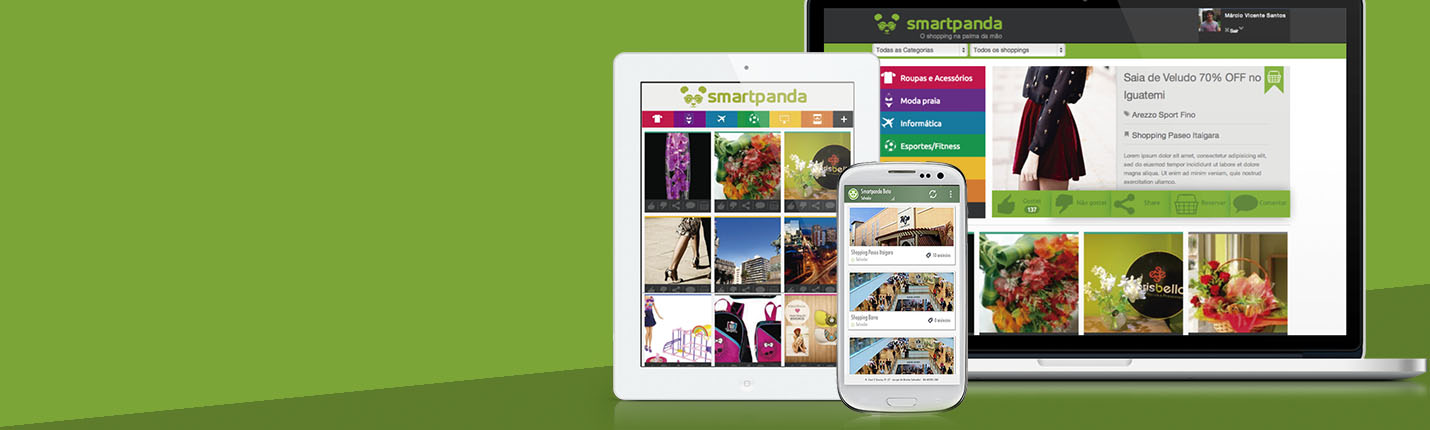 smartpanda
O shopping na palma da mão
Márcio Vicente Santos
Sair
Todas as Categorias
Todos os shoppings
Roupas e Acessórios
Moda praia
Informática
Esportes/Fitness
Saia de Veludo 70% OFF no
Iguatemi
Arezzo Sport Fino
Shopping Paseo Itaigara
Lorem ipsum dolor sit amet, consectetur adipisicing elit,
sed do eiusmod tempor incididunt ut labore et dolore
magna aliqua. Ut enim ad minim veniam, quis nostrud
exercitation ullamco.
Gostei
137
Não gostei
Share
Reservar
Comentar
risbella
smartpanda
+
Smartpanda Beta
Salvador
Shopping Paseo Itaigara
Salvador
Shopping Barra
Salvador